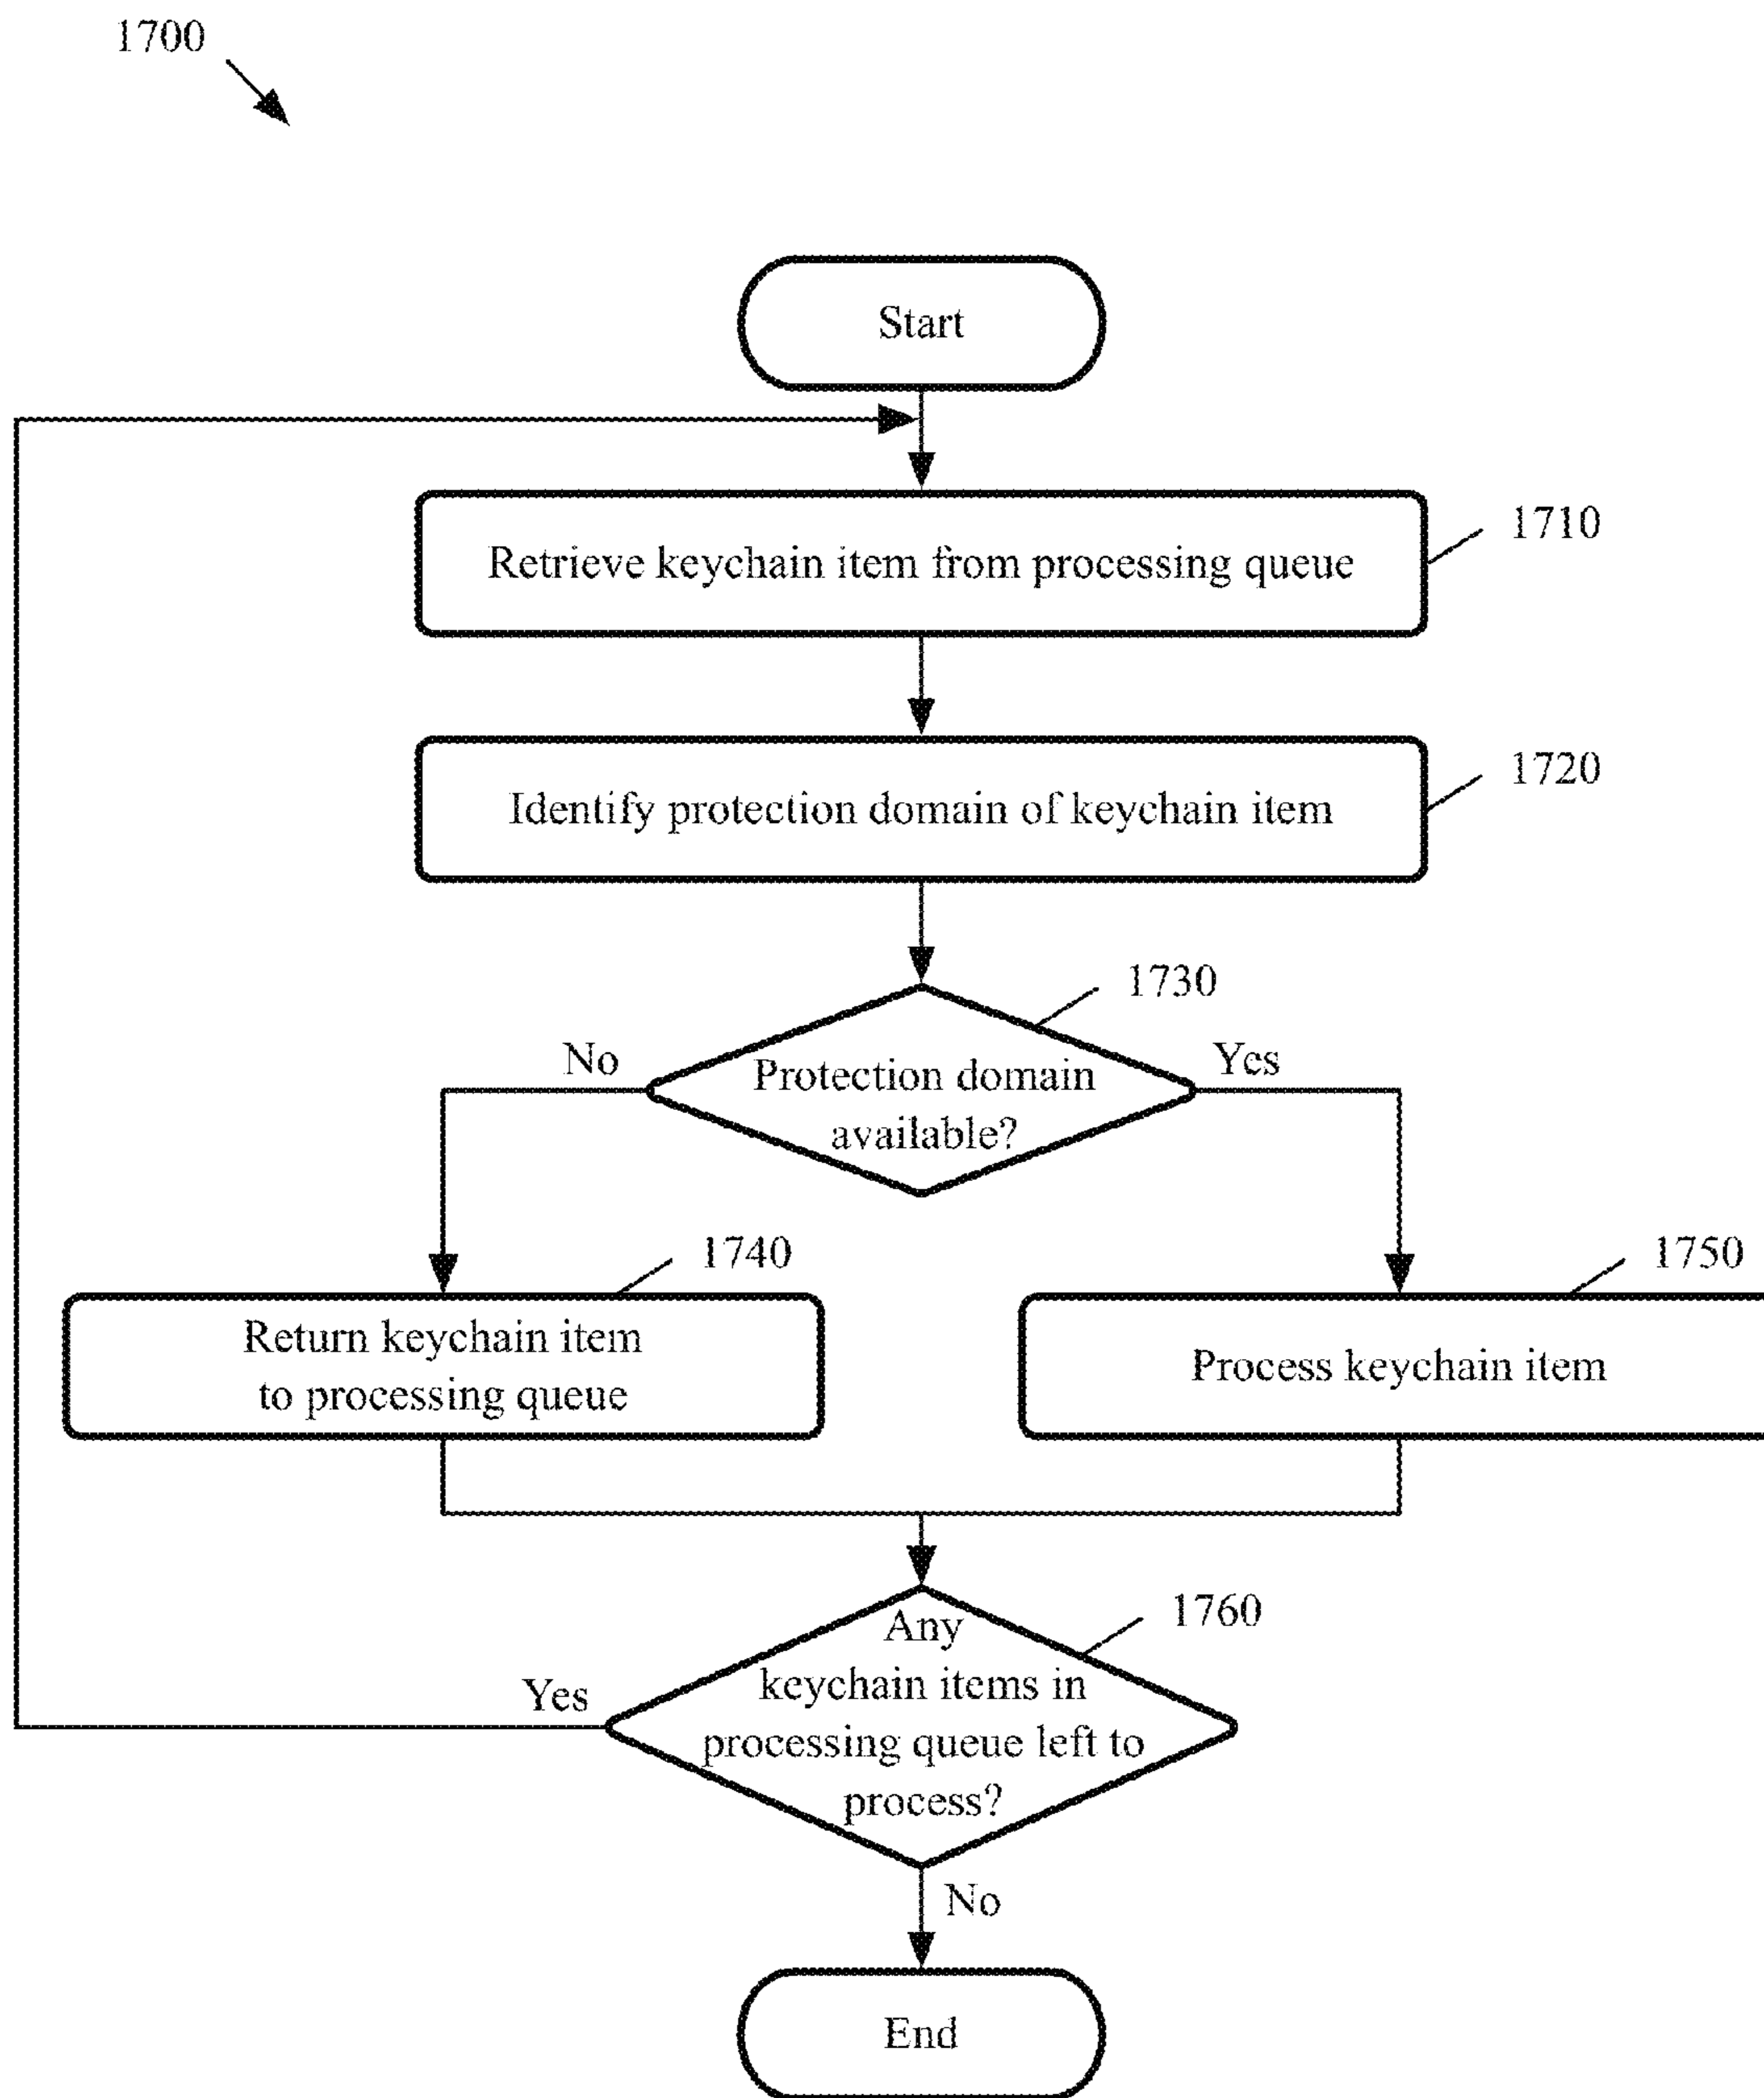 1700
Start
Retrieve keychain item from processing queue
1710
Identify protection domain of keychain item
1720
1730
No
Yes
Protection domain
available?
1740
1750
Return keychain item
to processing queue
Process keychain item
1760
Any
keychain items in
processing queue left to
process?
Yes
No
End